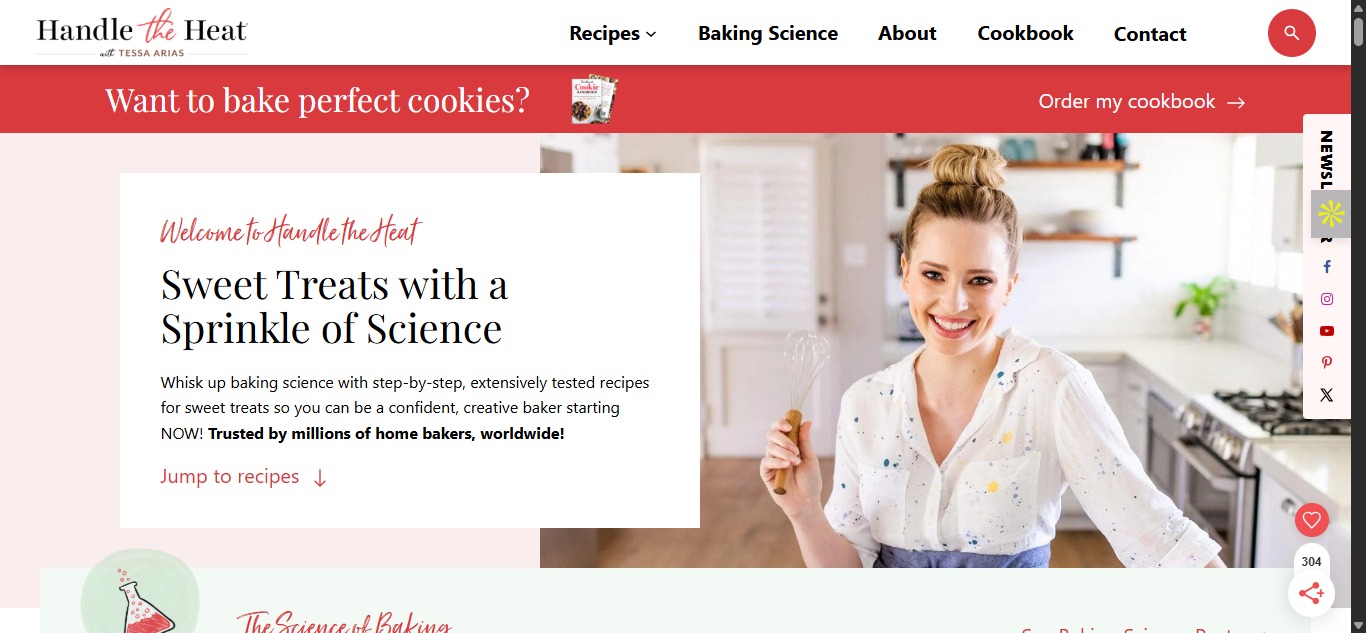 Handle the Heat
with TESSA ARIAS
Recipes
Baking Science
About
Cookbook
Contact
Want to bake perfect cookies?
Cookie
Order my cookbook →
Welcome to Handle the Heat
Sweet Treats with a
Sprinkle of Science
Whisk up baking science with step-by-step, extensively tested recipes
for sweet treats so you can be a confident, creative baker starting
NOW! Trusted by millions of home bakers, worldwide!
Jump to recipes ↓
304
The Science of Baking